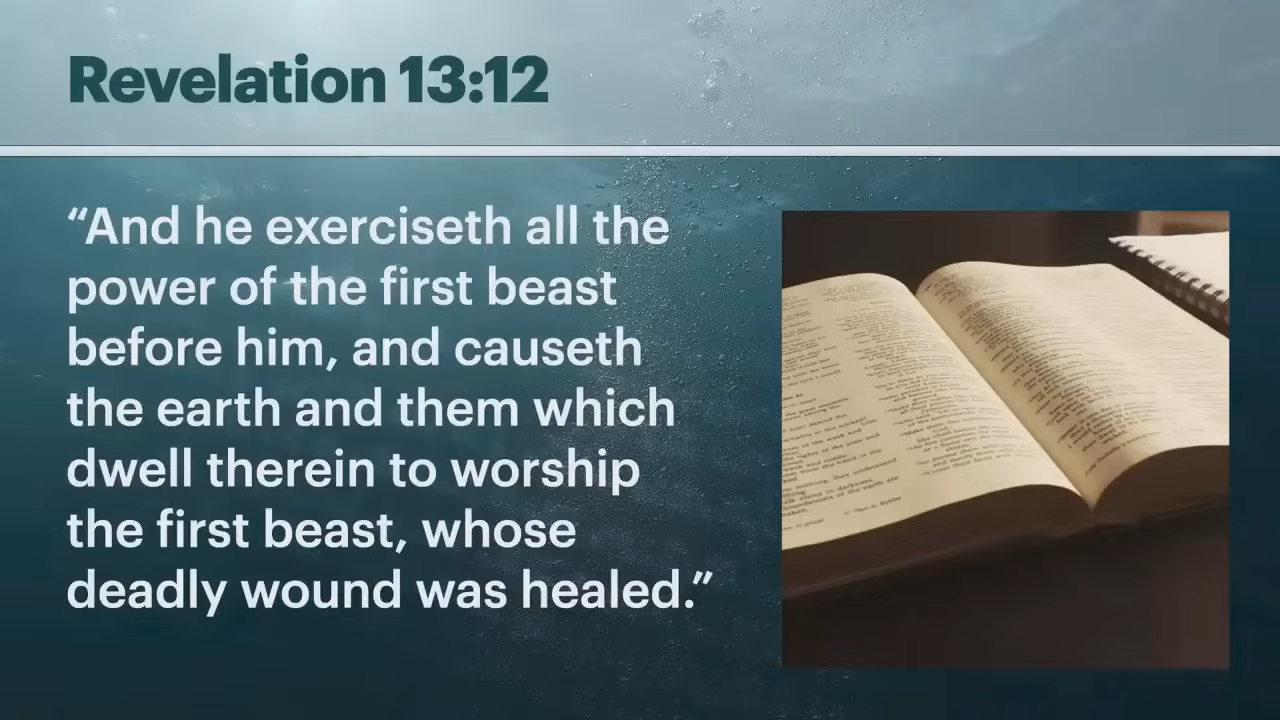 Revelation 13:12
“And he exerciseth all the
power of the first beast
before him, and causeth
the earth and them which
dwell therein to worship
the first beast, whose
deadly wound was healed.”